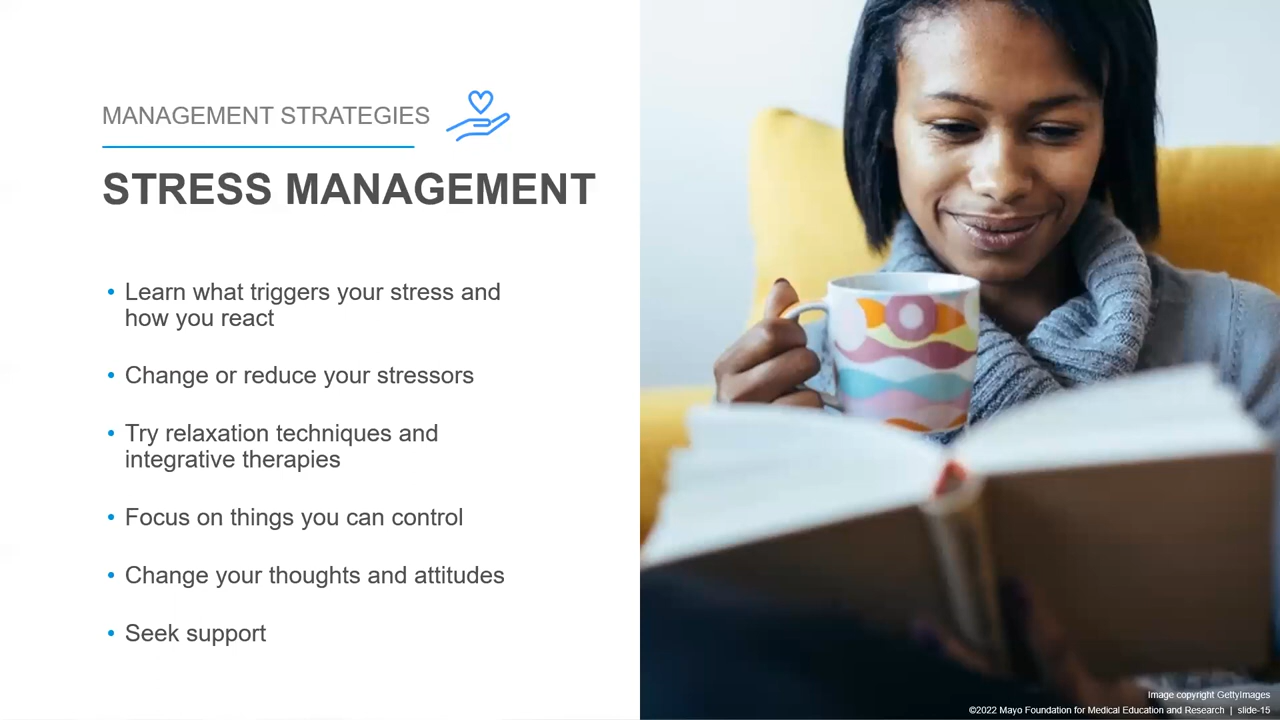 MANAGEMENT STRATEGIES
STRESS MANAGEMENT
• Learn what triggers your stress and
how you react
• Change or reduce your stressors
• Try relaxation techniques and
integrative therapies
• Focus on things you can control
• Change your thoughts and attitudes
• Seek support
Image copyright GettyImages
©2022 Mayo Foundation for Medical Education and Research | slide-15